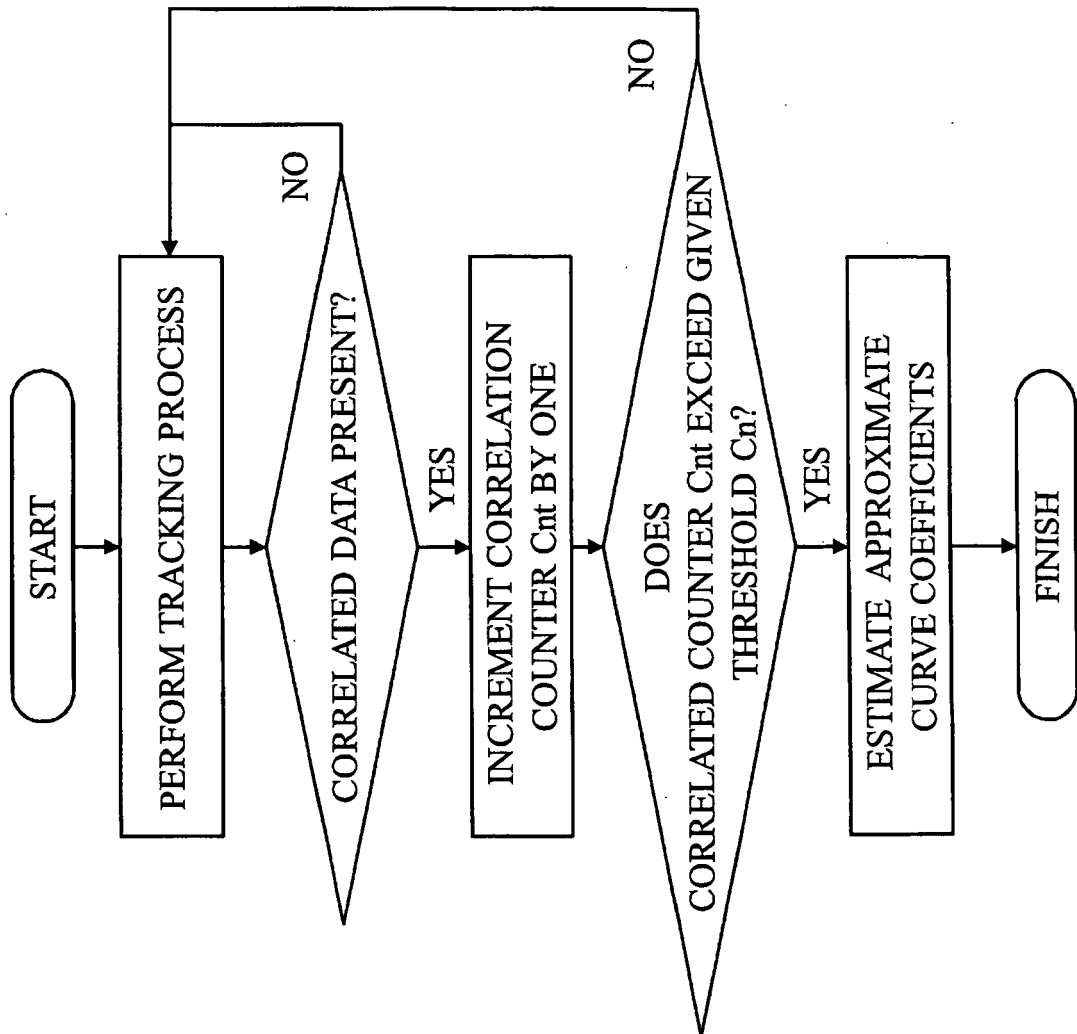 START
PERFORM TRACKING PROCESS
CORRELATED DATA PRESENT?
NO
YES
INCREMENT CORRELATION
COUNTER Cnt BY ONE
DOES
CORRELATED COUNTER Cnt EXCEED GIVEN
THRESHOLD Cn?
NO
YES
ESTIMATE APPROXIMATE
CURVE COEFFICIENTS
FINISH